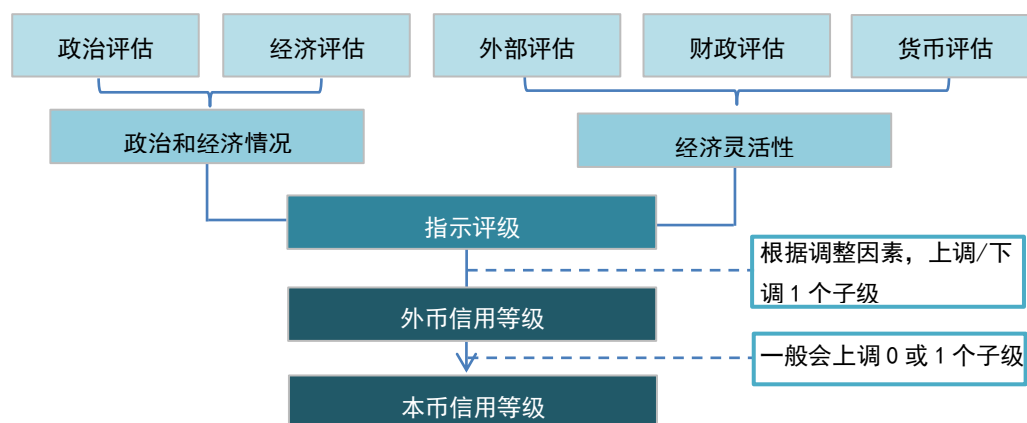 政治评估
经济评估
外部评估
财政评估
货币评估
政治和经济情况
经济灵活性
指示评级
根据调整因素，上调/下
调1个子级
外币信用等级
一般会上调0或1个子级
本币信用等级